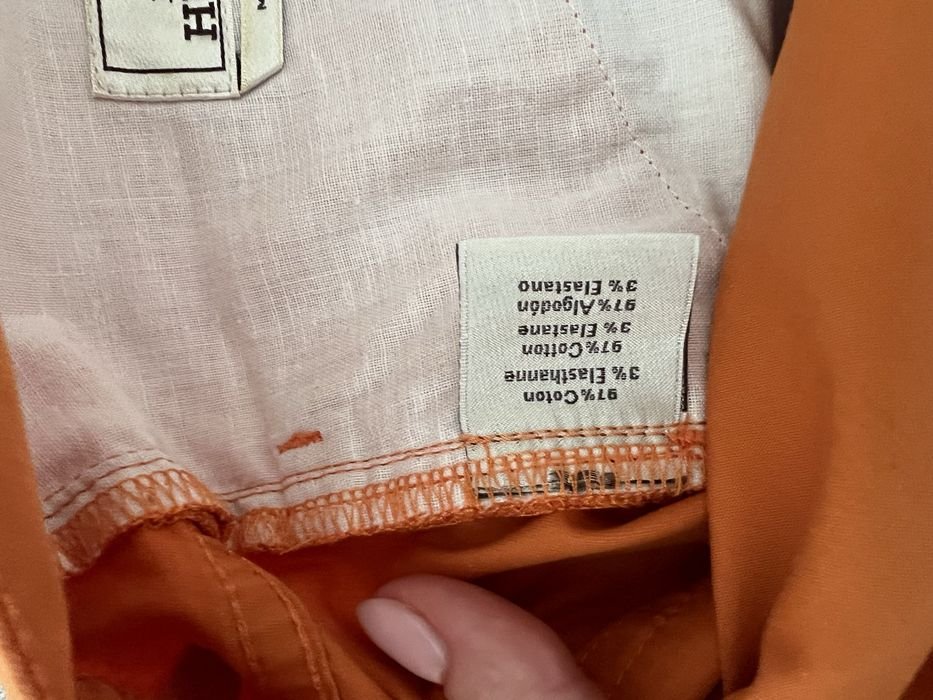 97% Coton
3% Elasthanne
97% Cotton
3% Elastane
97% Algodón
3% Elastano
H